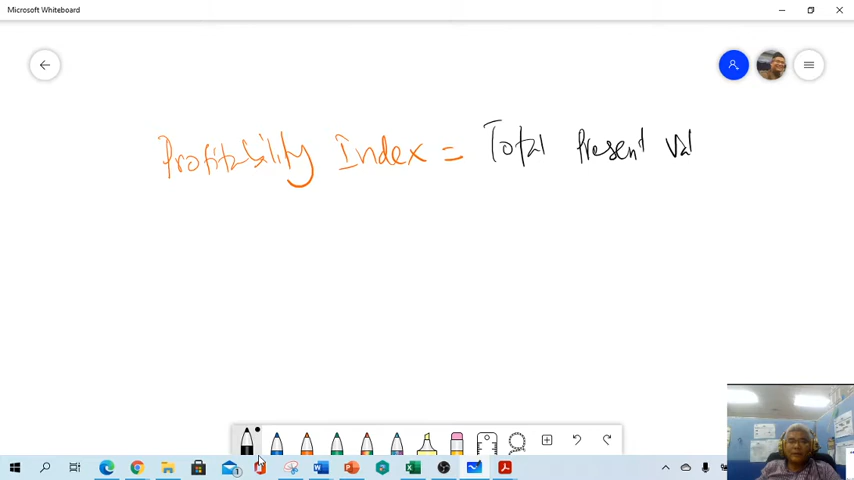 Microsoft Whiteboard
Profitability Index = Total Present Val